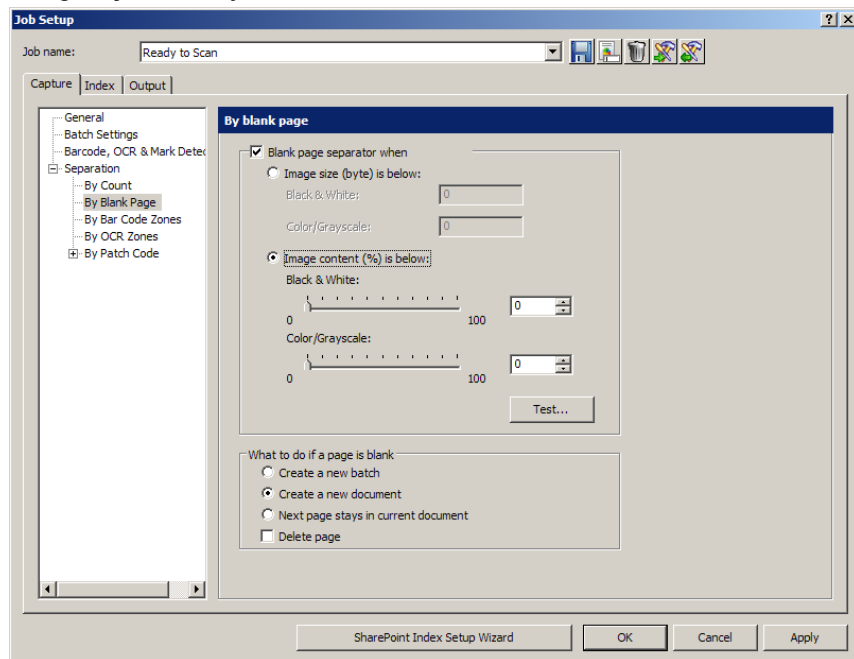 Job Setup
Job name: Ready to Scan
Capture Index Output
General
Batch Settings
Barcode, OCR & Mark Detec
Separation
By Count
By Blank Page
By Bar Code Zones
By OCR Zones
By Patch Code
By blank page
Blank page separator when
Image size (byte) is below:
Black & White: 0
Color/Grayscale: 0
Image content (%) is below:
Black & White:
0 100 0
Color/Grayscale:
0 100 0
Test...
What to do if a page is blank
Create a new batch
Create a new document
Next page stays in current document
Delete page
SharePoint Index Setup Wizard OK Cancel Apply